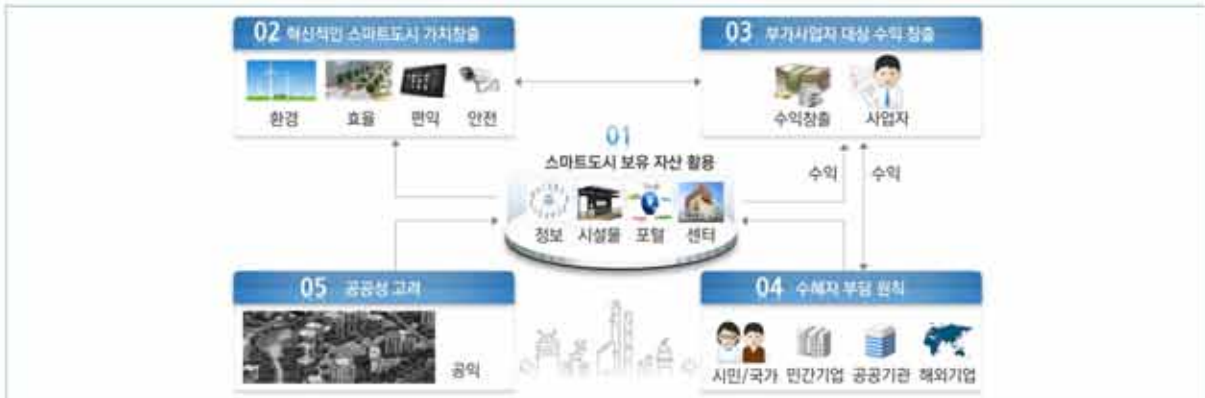 02 혁신적인 스마트도시 가치창출
환경 효율 편익 안전
03 부가사업자 대상 수익 창출
수익창출 사업자
01
스마트도시 보유 자산 활용
정보 시설물 포털 센터
수익 수익
05 공공성 고려
공익
04 수혜자 부담 원칙
시민/국가 민간기업 공공기관 해외기업